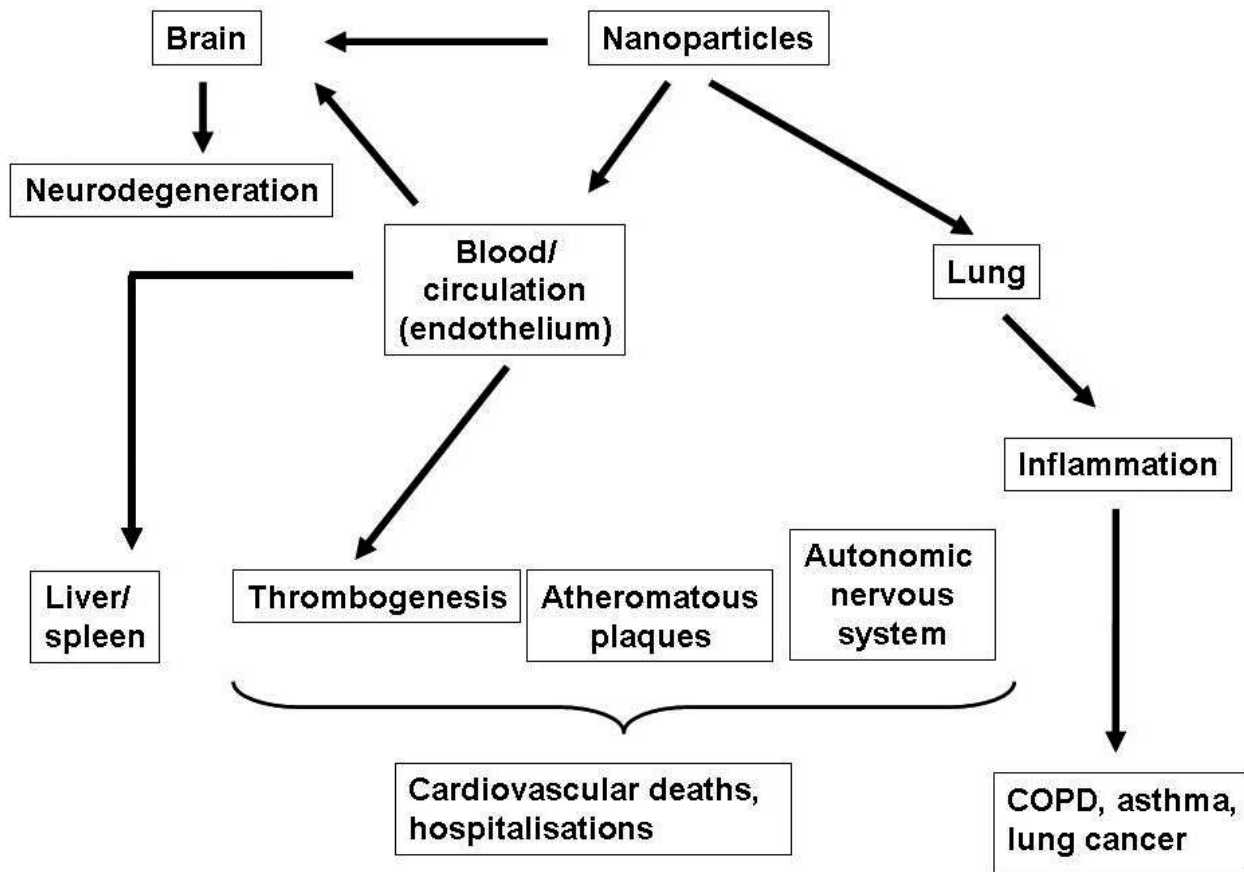 Brain
Nanoparticles
Neurodegeneration
Blood/
circulation
(endothelium)
Lung
Inflammation
Liver/
spleen
Thrombogenesis
Atheromatous
plaques
Autonomic
nervous
system
Cardiovascular deaths,
hospitalisations
COPD, asthma,
lung cancer